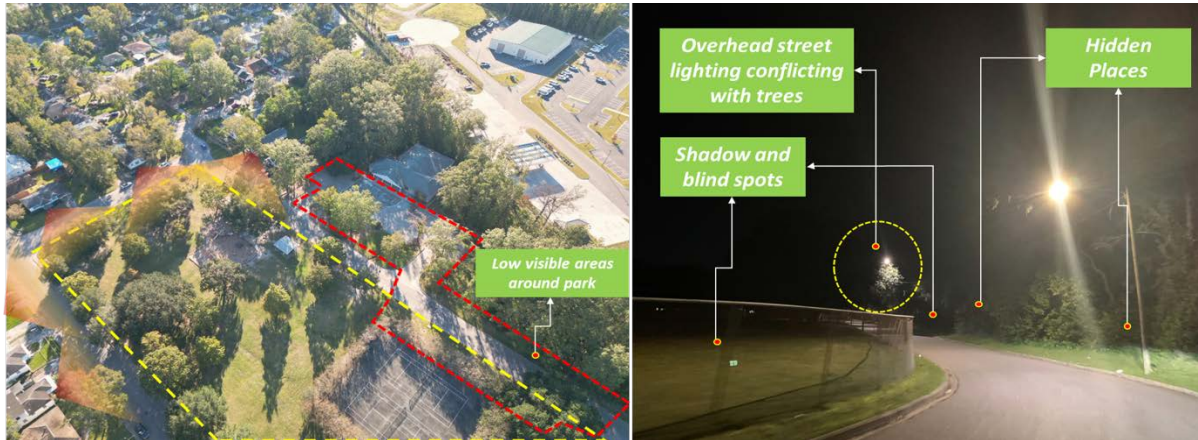 Low visible areas
around park
Overhead street
lighting conflicting
with trees
Hidden
Places
Shadow and
blind spots